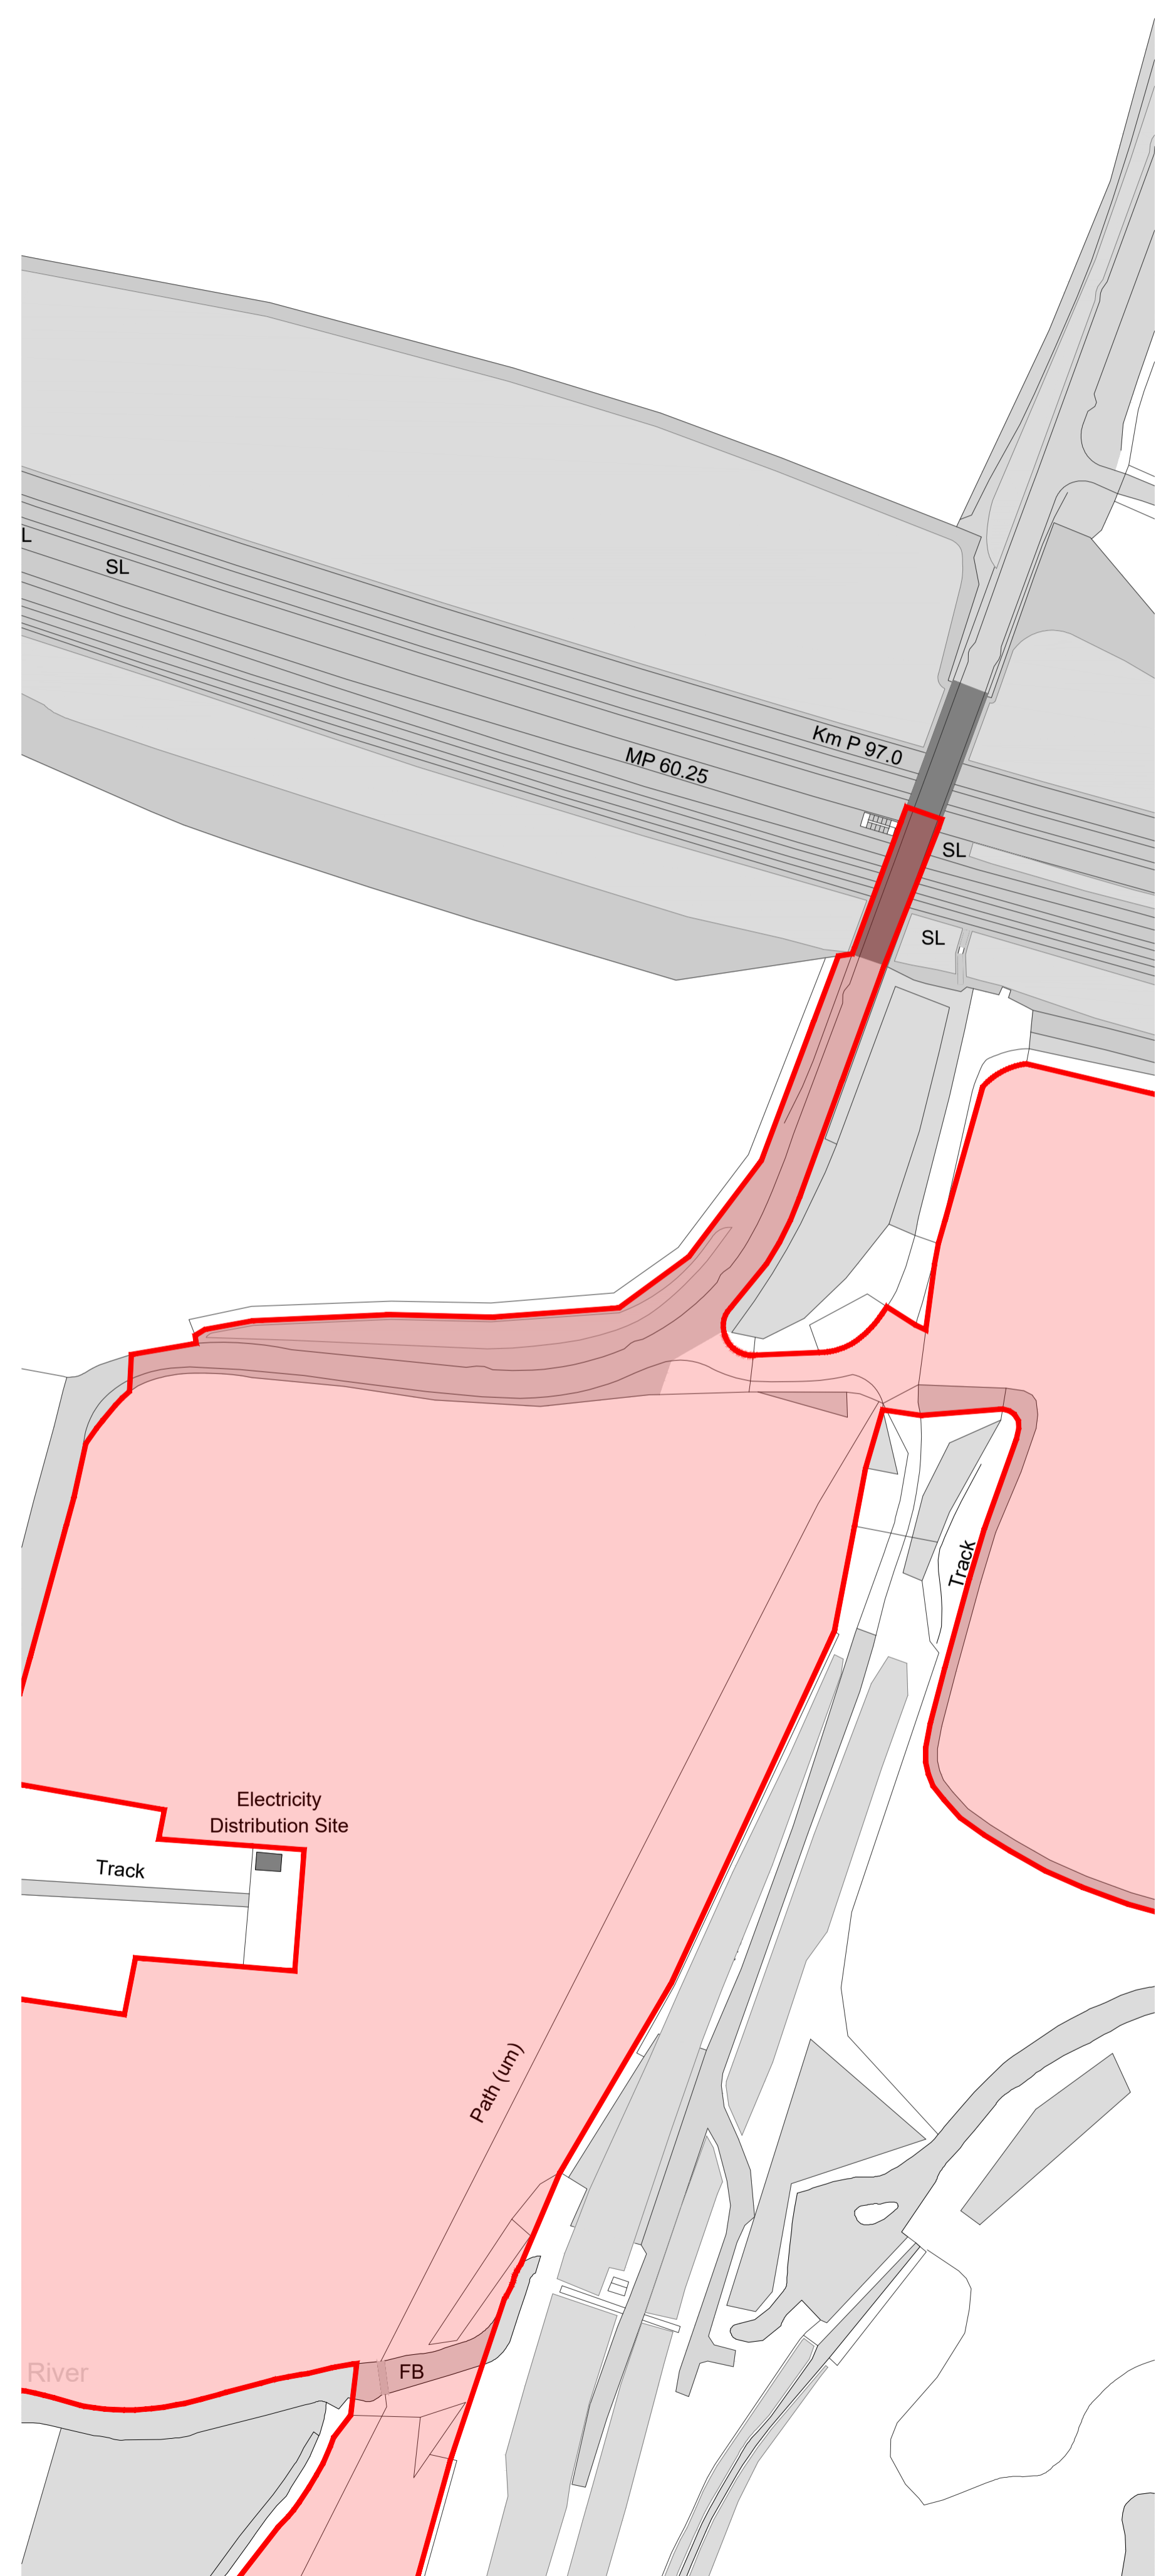 L
SL
Km P 97.0
MP 60.25
SL
SL
Track
Electricity
Distribution Site
Track
Path (um)
River
FB